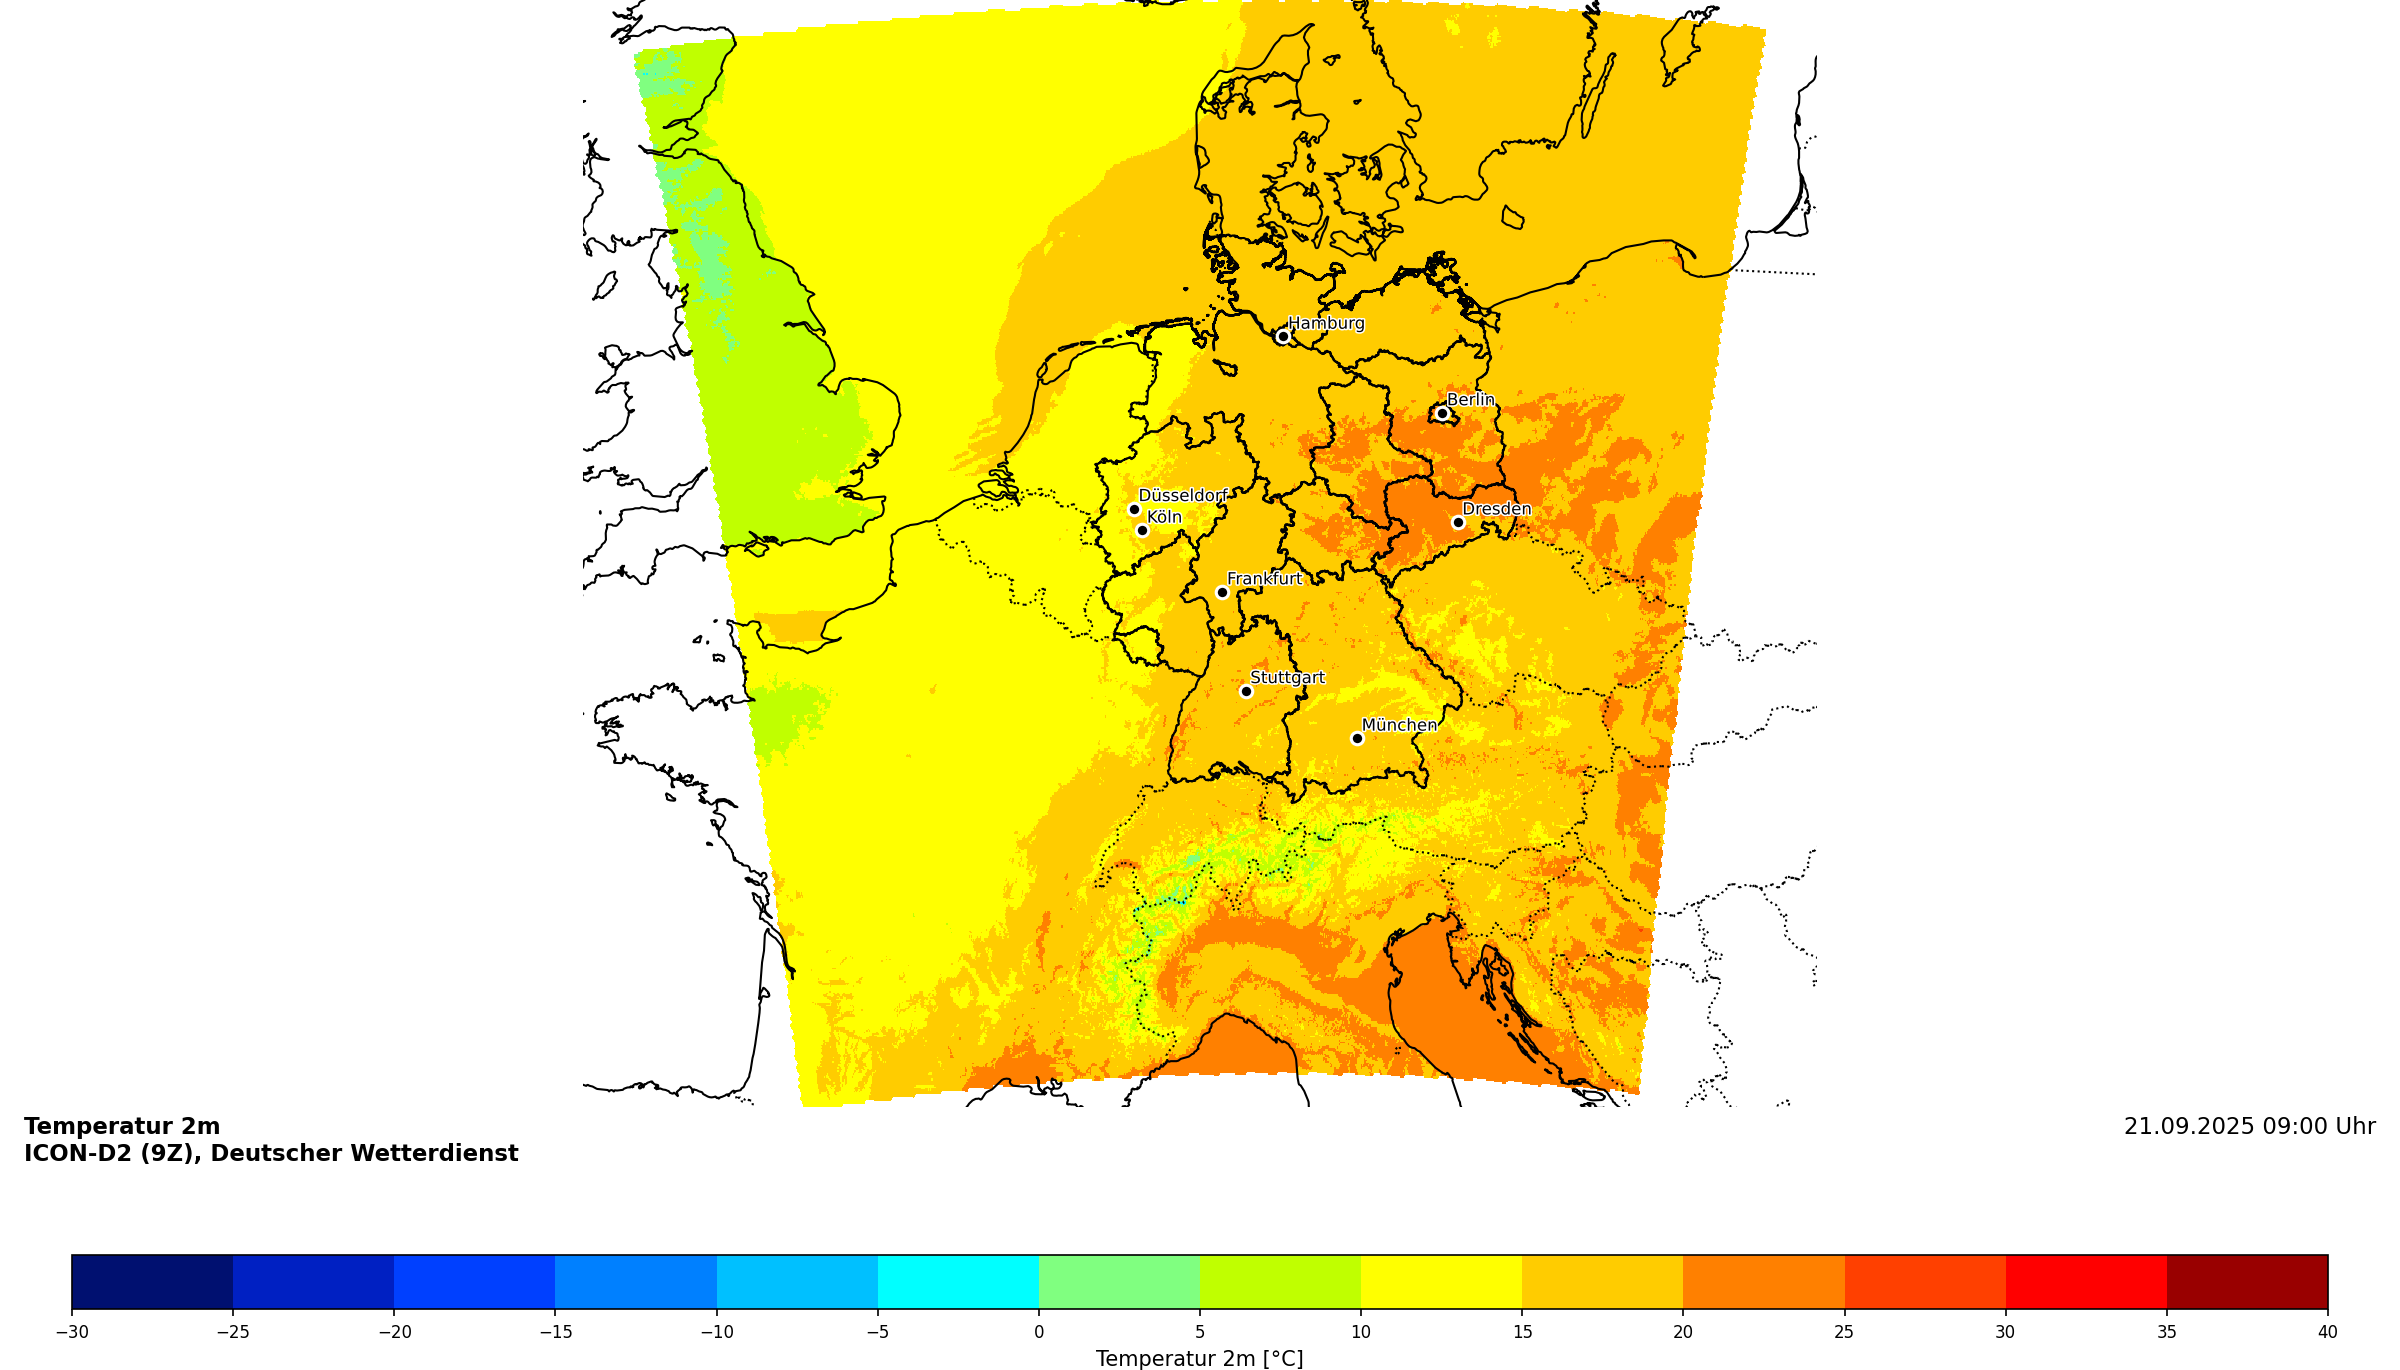 Hamburg
Berlin
Düsseldorf
Köln
Dresden
Frankfurt
Stuttgart
München
Temperatur 2m
ICON-D2 (9Z), Deutscher Wetterdienst
21.09.2025 09:00 Uhr
−30 −25 −20 −15 −10 −5 0 5 10 15 20 25 30 35 40
Temperatur 2m [°C]